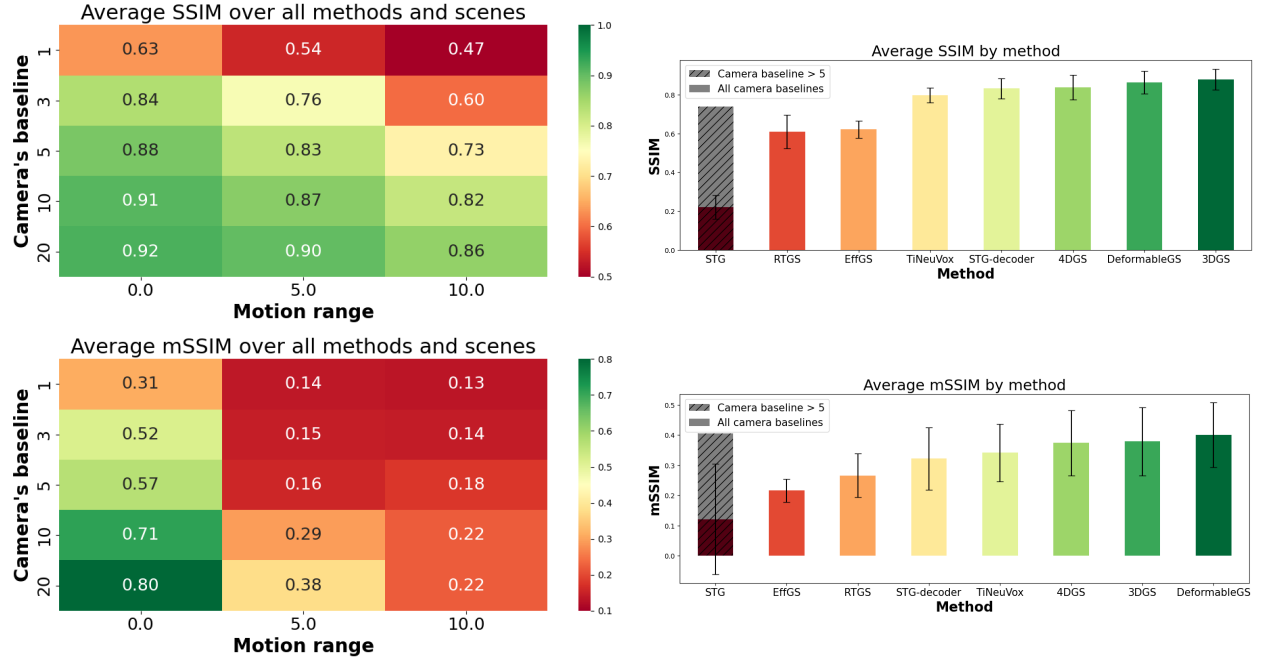 Average SSIM over all methods and scenes
Camera's baseline
1 0.63 0.54 0.47
3 0.84 0.76 0.60
5 0.88 0.83 0.73
10 0.91 0.87 0.82
20 0.92 0.90 0.86
0.0 5.0 10.0
Motion range
1.0
0.9
0.8
0.7
0.6
0.5
Average SSIM by method
Camera baseline > 5
All camera baselines
SSIM
0.8
0.6
0.4
0.2
0.0
STG RTGS EffGS TiNeuVox STG-decoder 4DGS DeformableGS 3DGS
Method
Average mSSIM over all methods and scenes
Camera's baseline
1 0.31 0.14 0.13
3 0.52 0.15 0.14
5 0.57 0.16 0.18
10 0.71 0.29 0.22
20 0.80 0.38 0.22
0.0 5.0 10.0
Motion range
0.8
0.7
0.6
0.5
0.4
0.3
0.2
0.1
Average mSSIM by method
Camera baseline > 5
All camera baselines
mSSIM
0.5
0.4
0.3
0.2
0.1
0.0
STG EffGS RTGS STG-decoder TiNeuVox 4DGS 3DGS DeformableGS
Method